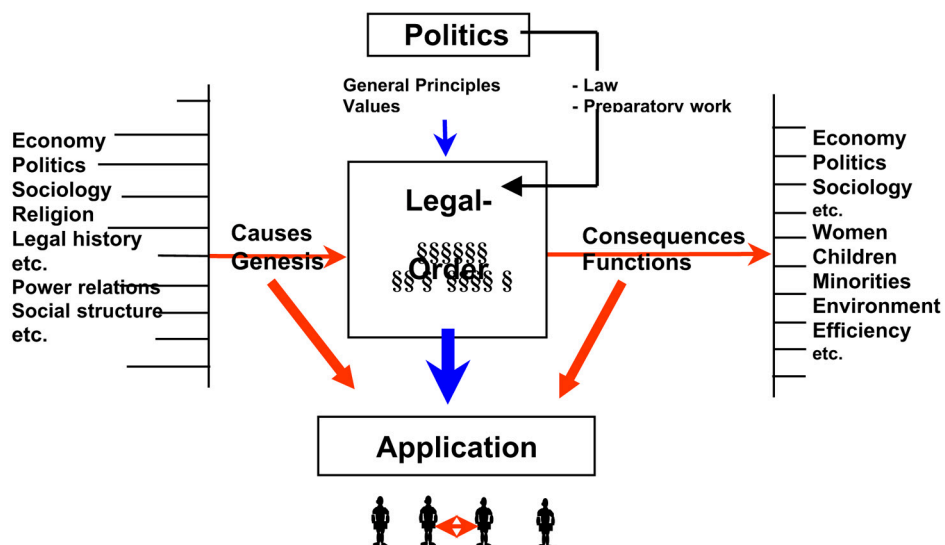 Politics
General Principles
Values
- Law
- Preparatory work
Economy
Politics
Sociology
Religion
Legal history
etc.
Power relations
Social structure
etc.
Causes
Genesis
Legal-
§§§§§§
Order
§§ § §§§§ §
Consequences
Functions
Economy
Politics
Sociology
etc.
Women
Children
Minorities
Environment
Efficiency
etc.
Application